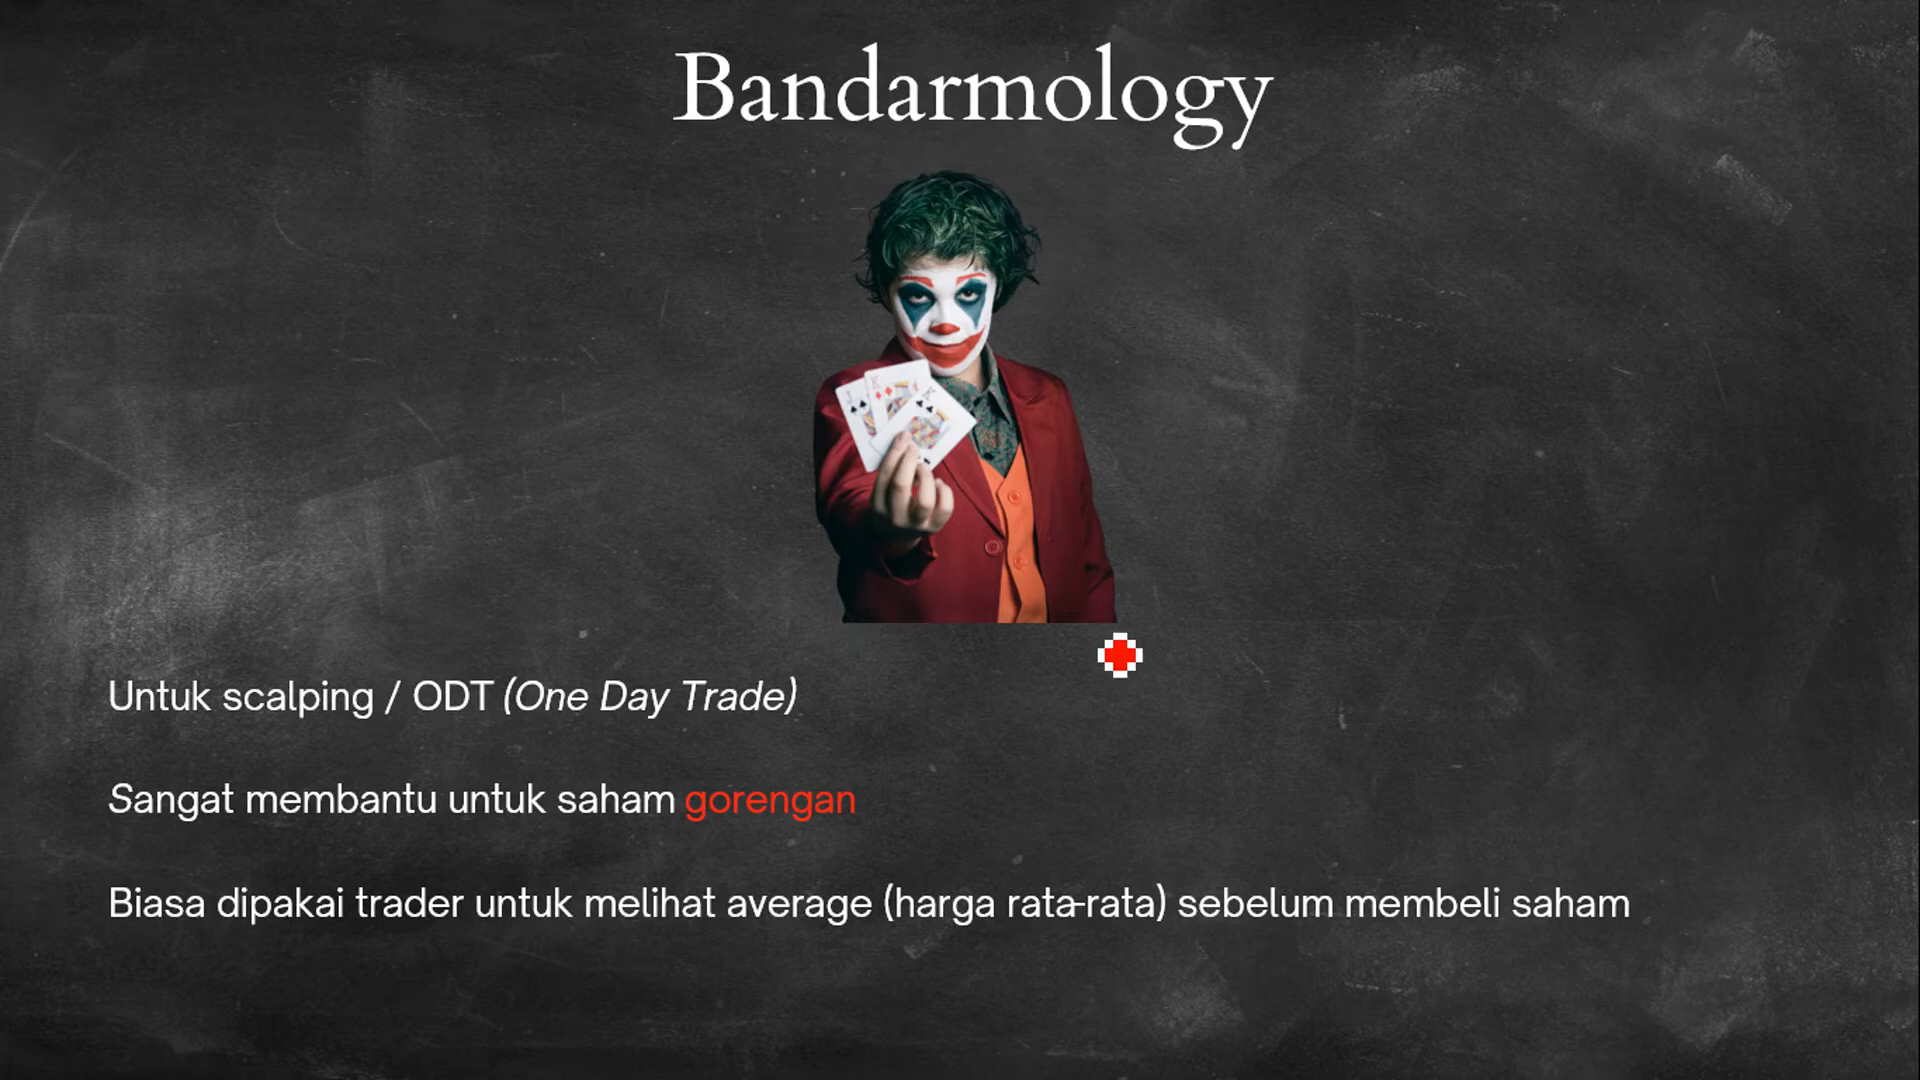 Bandarmology
Untuk scalping / ODT (One Day Trade)
Sangat membantu untuk saham gorengan
Biasa dipakai trader untuk melihat average (harga rata-rata) sebelum membeli saham